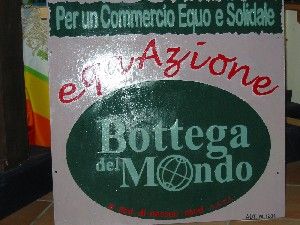 Per un Commercio Equo e Solidale
equAzione
Bottega
del Mondo